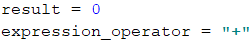 result = 0
expression_operator = "+"